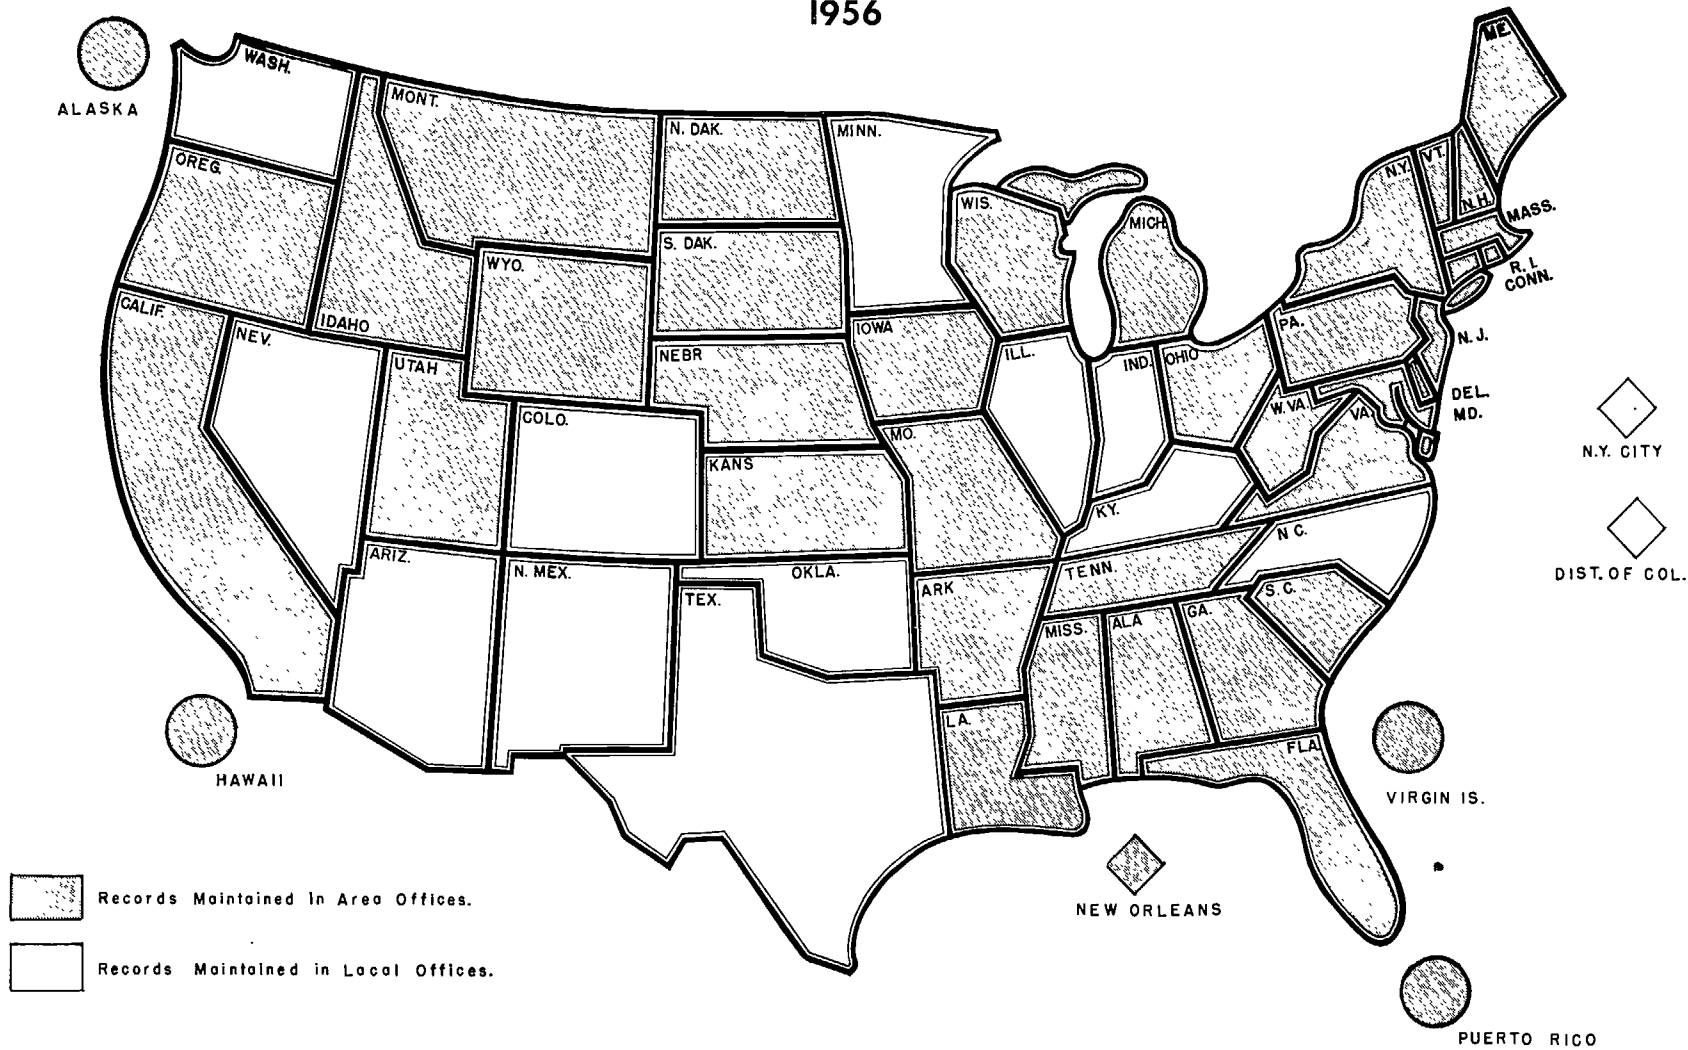 1956
ALASKA
WASH.
MONT.
N. DAK.
MINN.
ME.
OREG.
IDAHO
WYO.
S. DAK.
WIS.
MICH.
N.Y.
VT.
N.H.
MASS.
R. I.
CONN.
CALIF.
NEV.
UTAH
COLO.
NEBR
IOWA
ILL.
IND.
OHIO
PA.
N. J.
DEL.
MD.
W. VA.
VA.
KANS
MO.
KY.
N.Y. CITY
N C.
DIST. OF COL.
ARIZ.
N. MEX.
OKLA.
TEX.
ARK
TENN.
S. C.
MISS.
ALA
GA.
LA.
FLA.
HAWAII
VIRGIN IS.
NEW ORLEANS
PUERTO RICO
Records Maintained In Area Offices.
Records Maintained in Local Offices.